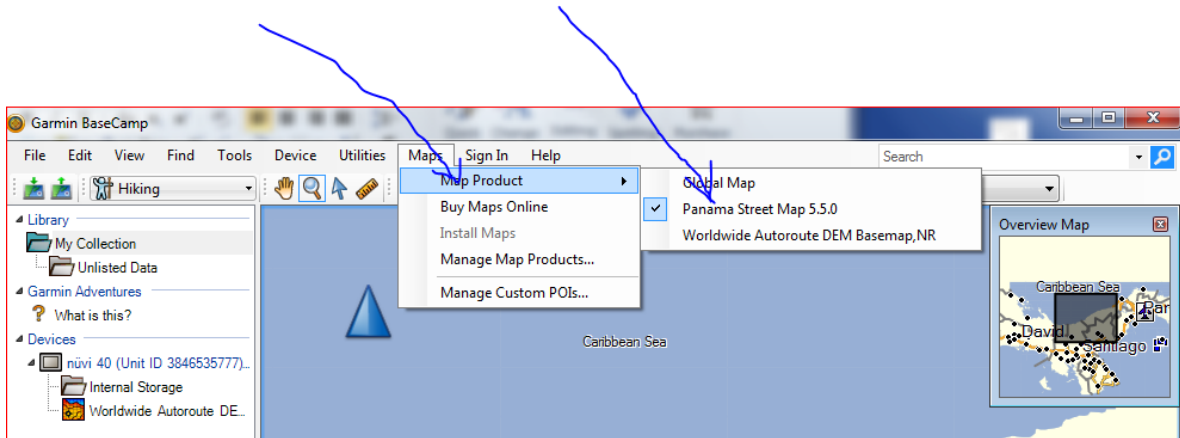 Garmin BaseCamp
File Edit View Find Tools Device Utilities Maps Sign In Help Search
Hiking
Map Product
Buy Maps Online
Install Maps
Manage Map Products...
Manage Custom POIs...
Global Map
Panama Street Map 5.5.0
Worldwide Autoroute DEM Basemap,NR
Library
My Collection
Unlisted Data
Garmin Adventures
What is this?
Devices
nüvi 40 (Unit ID 3846535777)...
Internal Storage
Worldwide Autoroute DE...
Caribbean Sea
Overview Map
Caribbean Sea
Par
David
Santiago